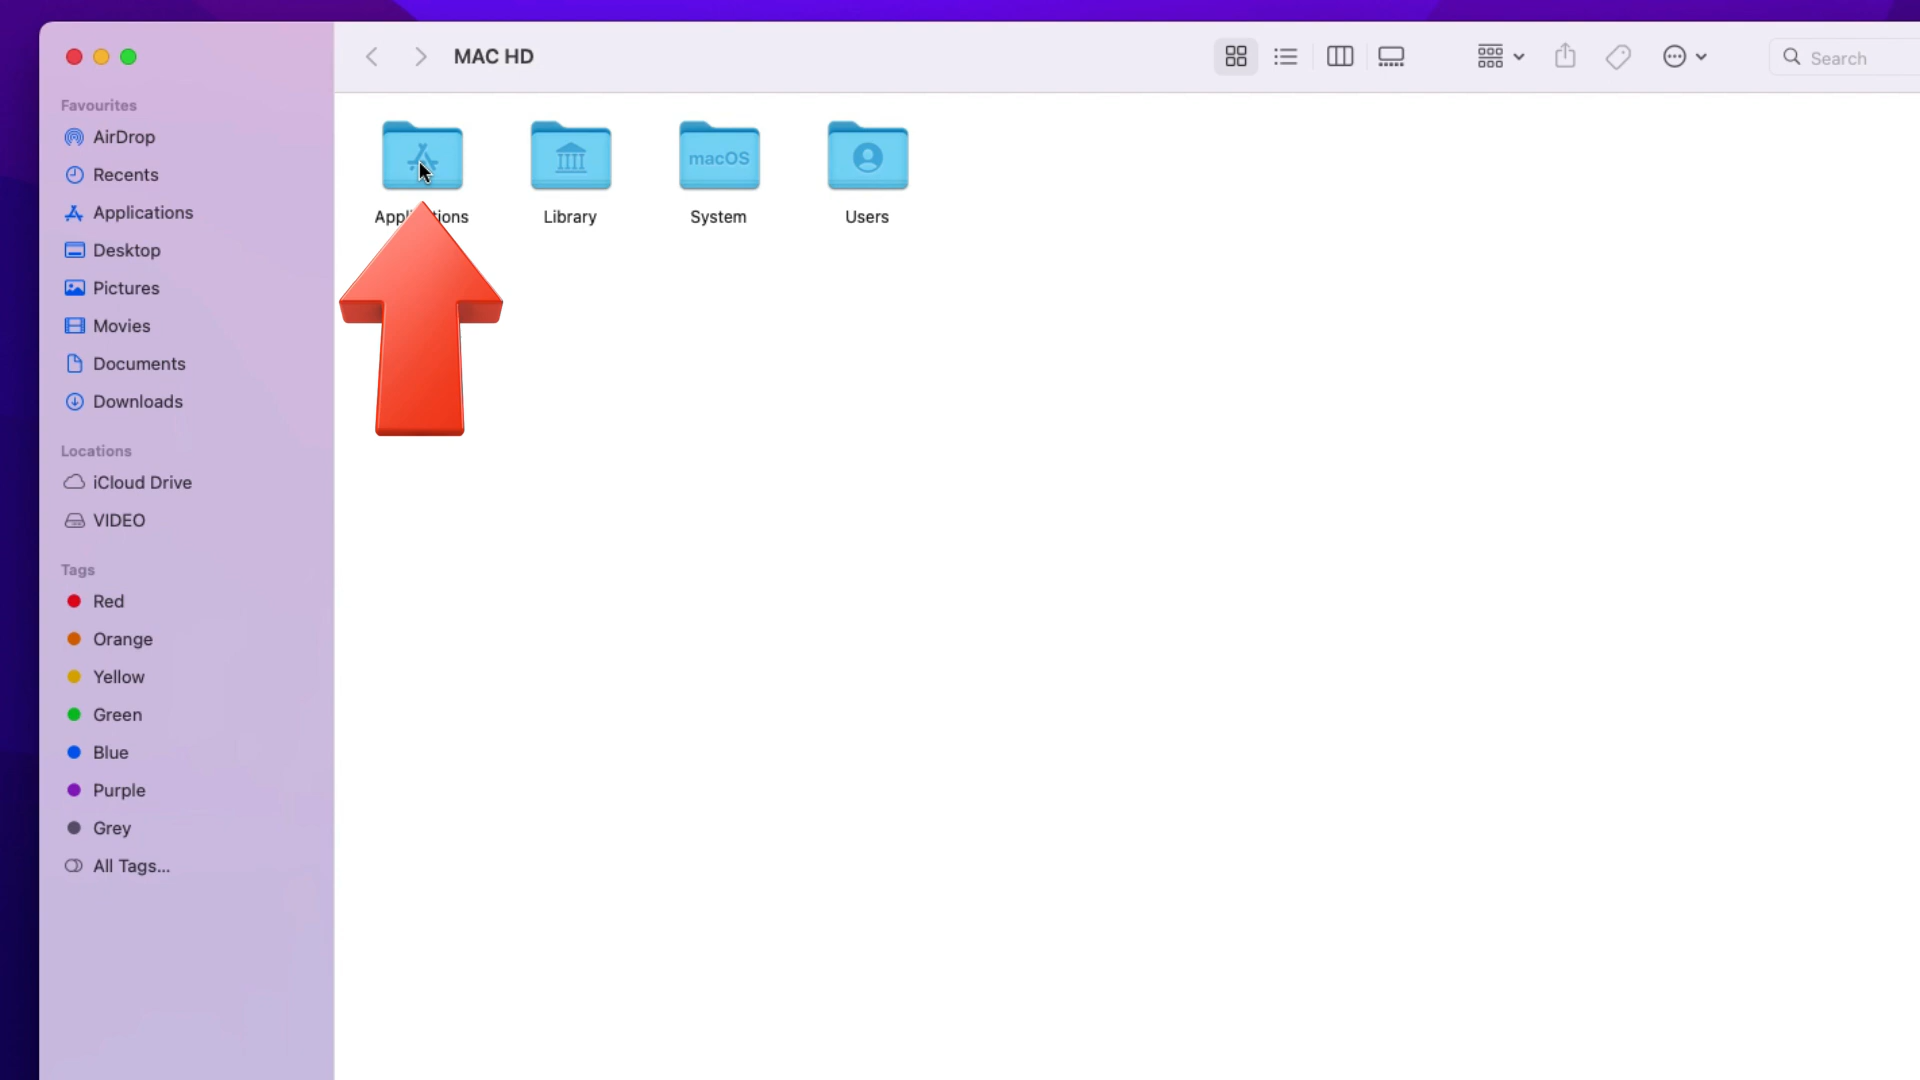 MAC HD
Search
Favourites
AirDrop
Recents
Applications
Desktop
Pictures
Movies
Documents
Downloads
Locations
iCloud Drive
VIDEO
Tags
Red
Orange
Yellow
Green
Blue
Purple
Grey
All Tags...
macOS
Applications
Library
System
Users